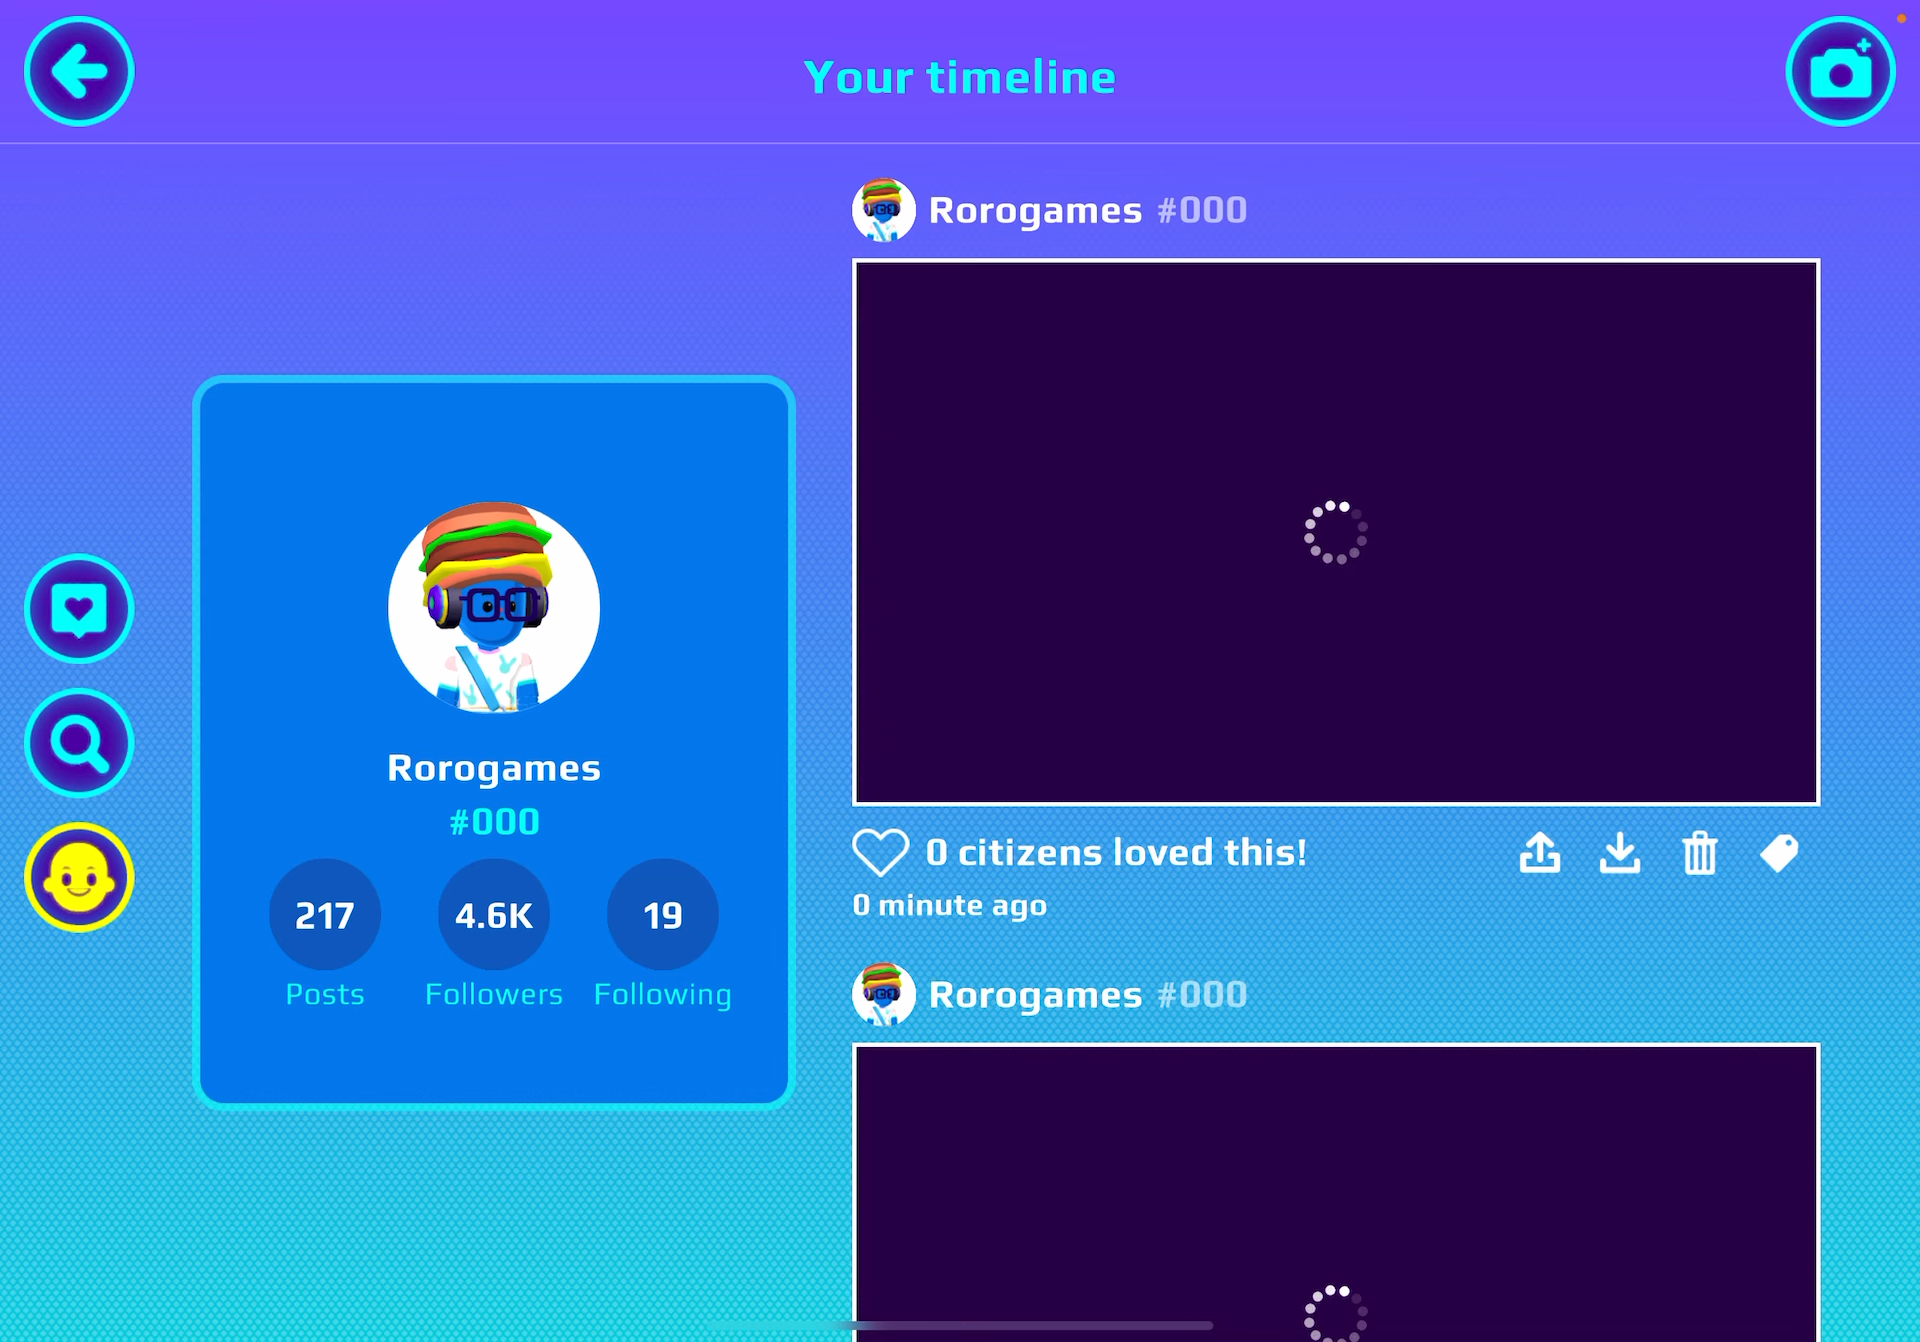 Your timeline
Rorogames #000
Rorogames
#000
217
4.6K
19
Posts
Followers
Following
0 citizens loved this!
0 minute ago
Rorogames #000